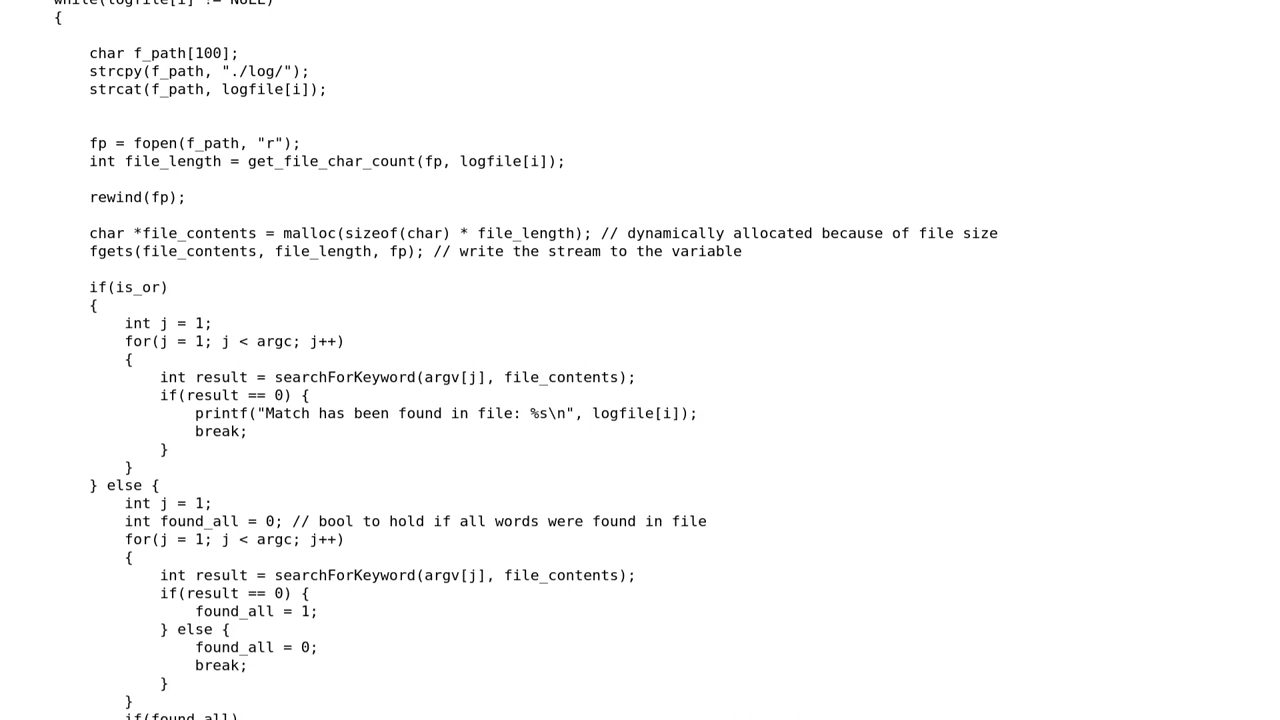 while(logfile[i] != NULL)
{
char f_path[100];
strcpy(f_path, "./log/");
strcat(f_path, logfile[i]);
fp = fopen(f_path, "r");
int file_length = get_file_char_count(fp, logfile[i]);
rewind(fp);
char *file_contents = malloc(sizeof(char) * file_length); // dynamically allocated because of file size
fgets(file_contents, file_length, fp); // write the stream to the variable
if(is_or)
{
int j = 1;
for(j = 1; j < argc; j++)
{
int result = searchForKeyword(argv[j], file_contents);
if(result == 0) {
printf("Match has been found in file: %s\n", logfile[i]);
break;
}
}
} else {
int j = 1;
int found_all = 0; // bool to hold if all words were found in file
for(j = 1; j < argc; j++)
{
int result = searchForKeyword(argv[j], file_contents);
if(result == 0) {
found_all = 1;
} else {
found_all = 0;
break;
}
}
if(found_all)